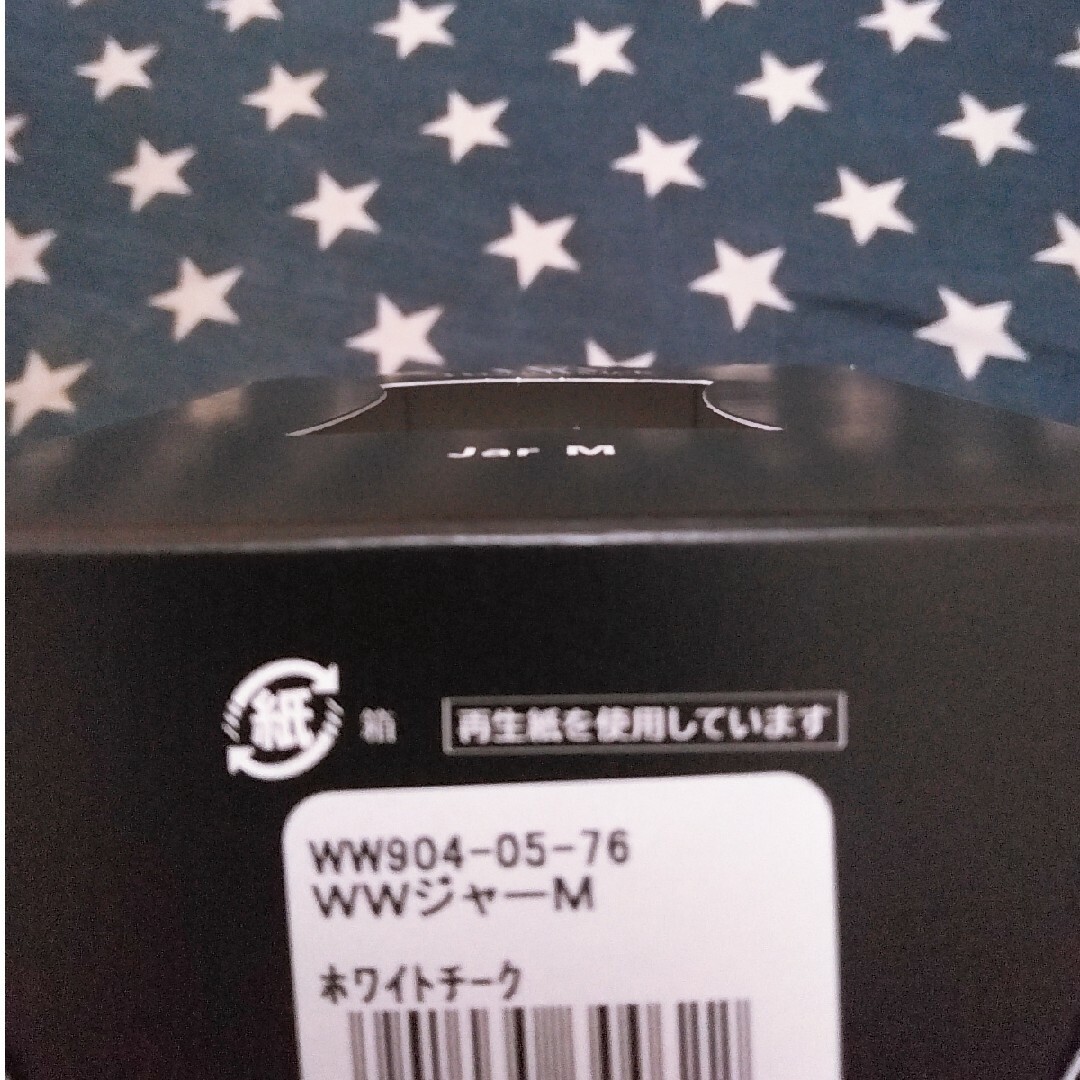 Jar M
紙 箱
再生紙を使用しています
WW904-05-76
WWジャーM
ホワイトチーク